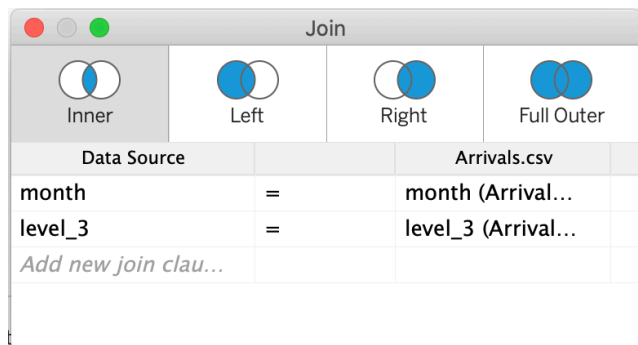 Join
Inner Left Right Full Outer
Data Source Arrivals.csv
month = month (Arrival...
level_3 = level_3 (Arrival...
Add new join clau...